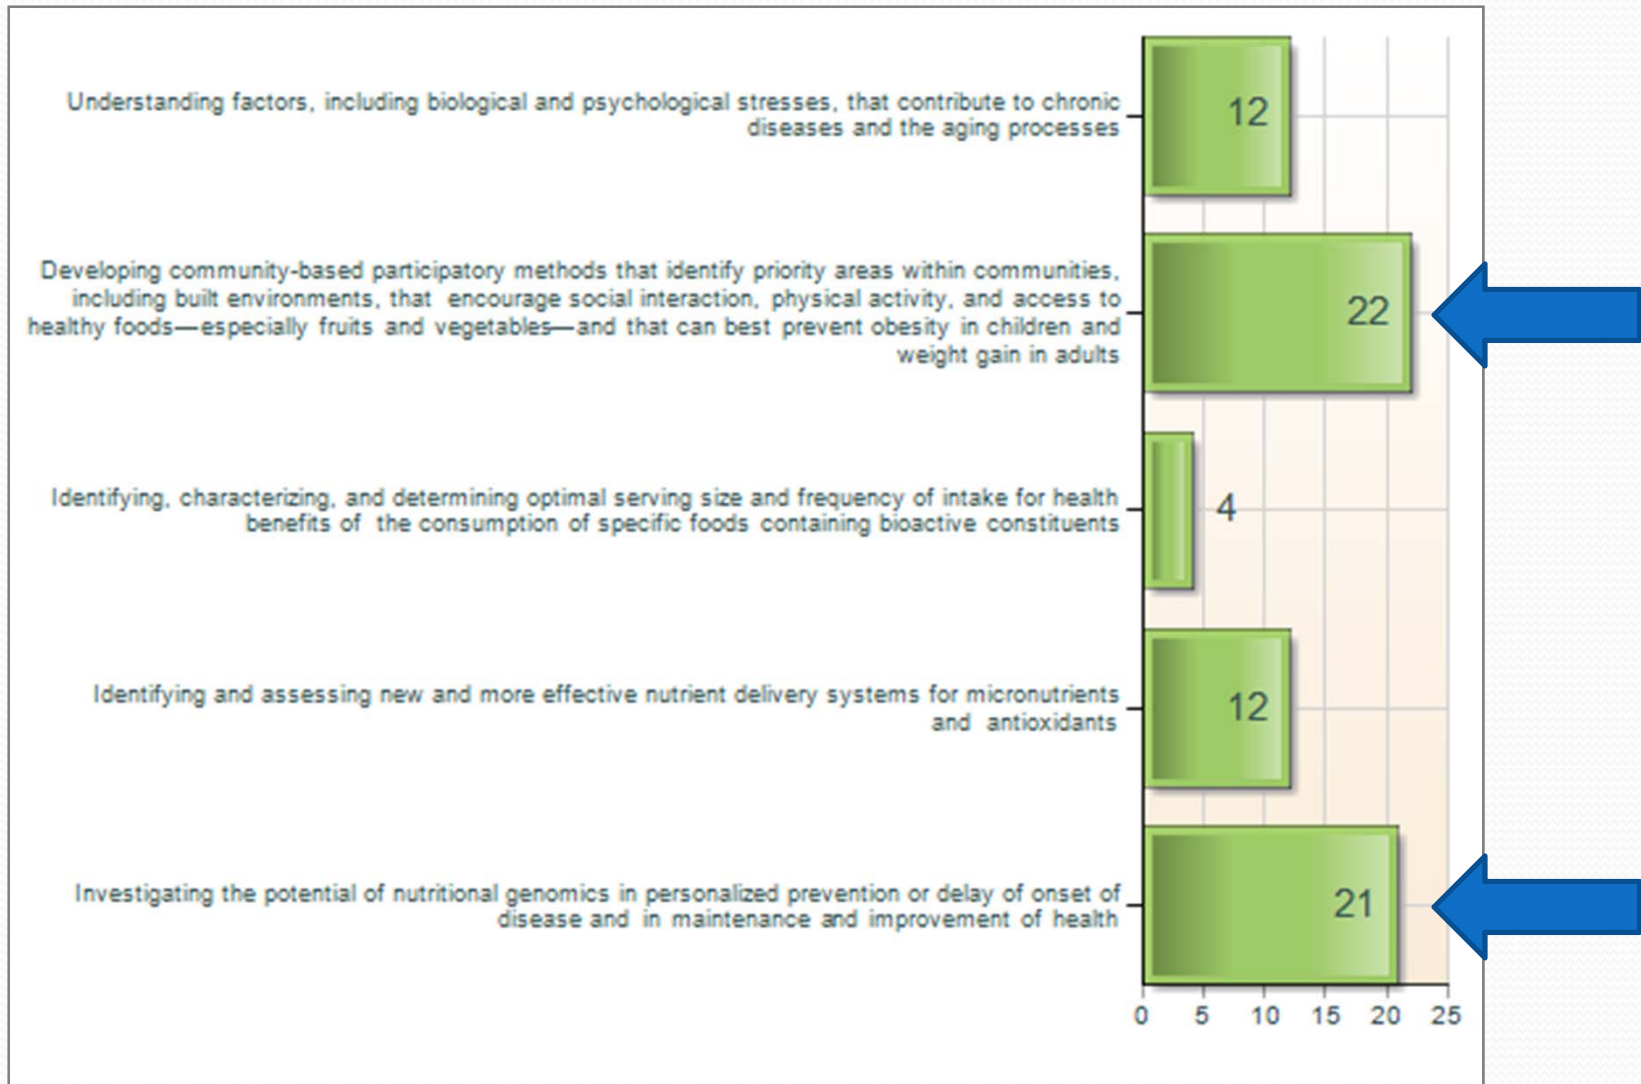 Understanding factors, including biological and psychological stresses, that contribute to chronic
diseases and the aging processes
12
Developing community-based participatory methods that identify priority areas within communities,
including built environments, that encourage social interaction, physical activity, and access to
healthy foods—especially fruits and vegetables—and that can best prevent obesity in children and
weight gain in adults
22
Identifying, characterizing, and determining optimal serving size and frequency of intake for health
benefits of the consumption of specific foods containing bioactive constituents
4
Identifying and assessing new and more effective nutrient delivery systems for micronutrients
and antioxidants
12
Investigating the potential of nutritional genomics in personalized prevention or delay of onset of
disease and in maintenance and improvement of health
21
0 5 10 15 20 25